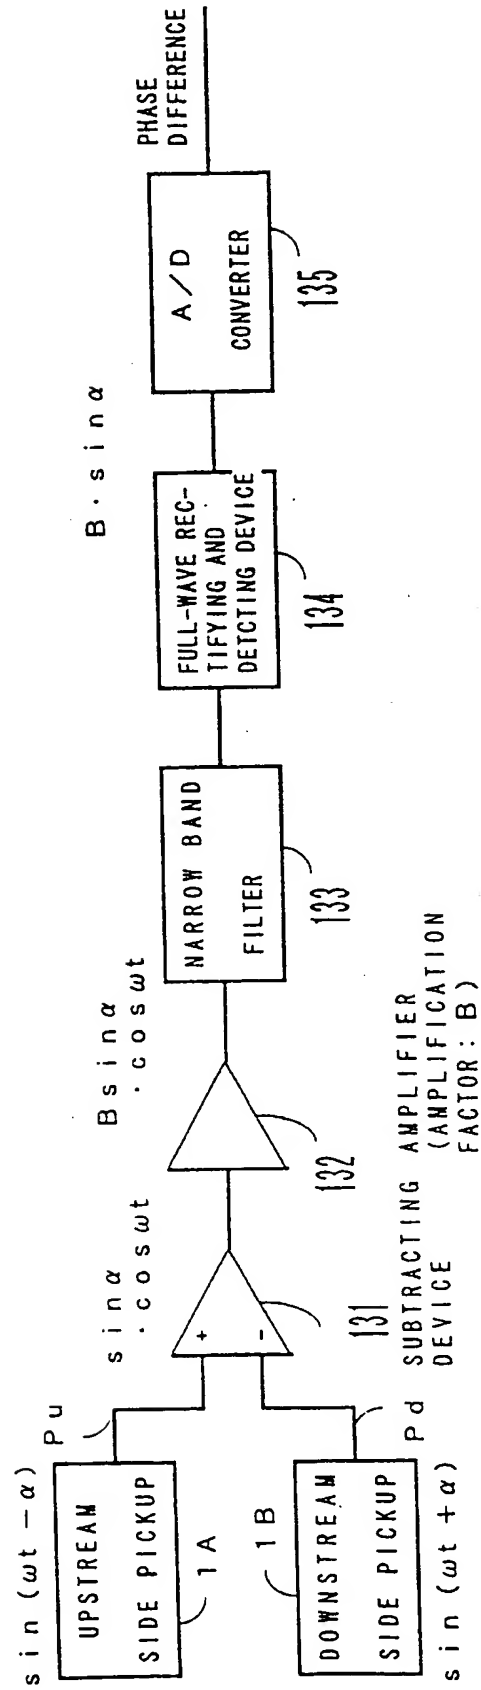 sin (ωt − α)
UPSTREAM
SIDE PICKUP
1A
Pu
1B
DOWNSTREAM
SIDE PICKUP
sin (ωt + α)
Pd
+
−
sinα
・cosωt
131
SUBTRACTING
DEVICE
Bsinα
・cosωt
132
AMPLIFIER
(AMPLIFICATION
FACTOR: B)
NARROW BAND
FILTER
133
FULL-WAVE REC-
TIFYING AND
DETCTING DEVICE
134
B・sinα
A/D
CONVERTER
135
PHASE
DIFFERENCE